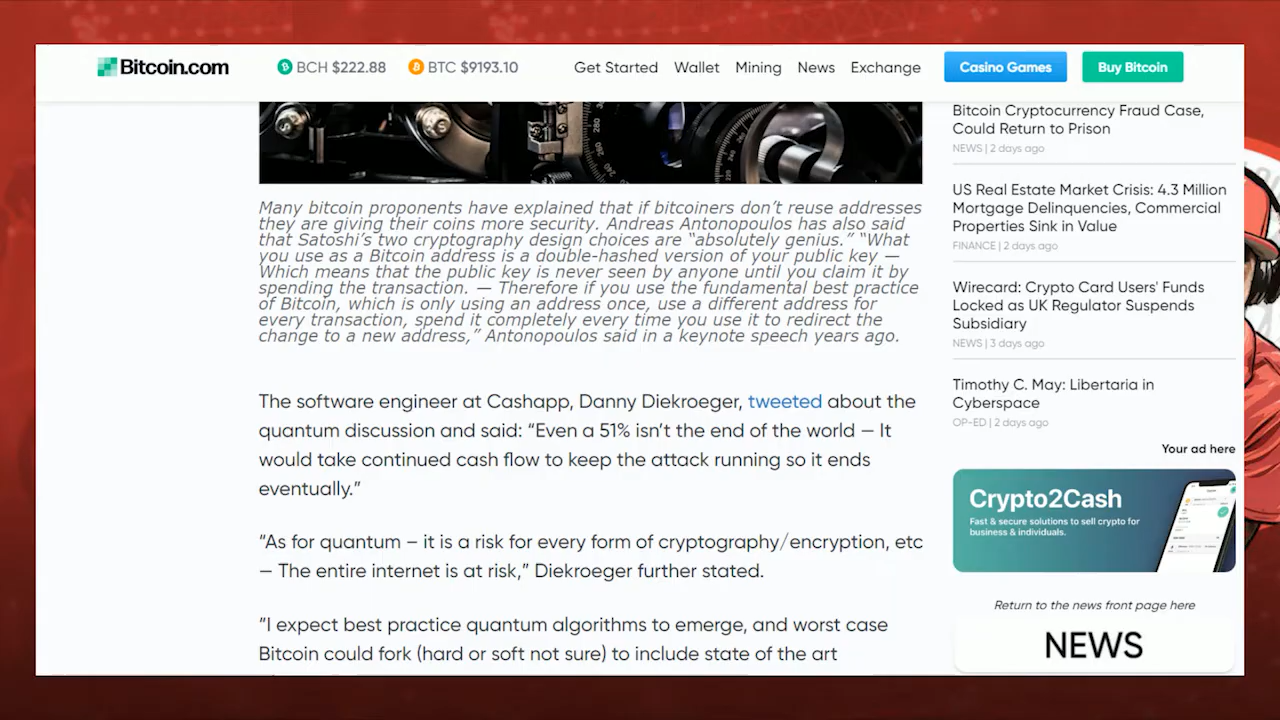 Bitcoin.com
BCH $222.88
BTC $9193.10
Get Started
Wallet
Mining
News
Exchange
Casino Games
Buy Bitcoin
Many bitcoin proponents have explained that if bitcoiners don't reuse addresses
they are giving their coins more security. Andreas Antonopoulos has also said
that Satoshi's two cryptography design choices are “absolutely genius.” “What
you use as a Bitcoin address is a double-hashed version of your public key —
Which means that the public key is never seen by anyone until you claim it by
spending the transaction. — Therefore if you use the fundamental best practice
of Bitcoin, which is only using an address once, use a different address for
every transaction, spend it completely every time you use it to redirect the
change to a new address,” Antonopoulos said in a keynote speech years ago.
The software engineer at Cashapp, Danny Diekroeger, tweeted about the
quantum discussion and said: “Even a 51% isn't the end of the world – It
would take continued cash flow to keep the attack running so it ends
eventually.”
“As for quantum – it is a risk for every form of cryptography/encryption, etc
– The entire internet is at risk,” Diekroeger further stated.
“I expect best practice quantum algorithms to emerge, and worst case
Bitcoin could fork (hard or soft not sure) to include state of the art
Bitcoin Cryptocurrency Fraud Case,
Could Return to Prison
NEWS | 2 days ago
US Real Estate Market Crisis: 4.3 Million
Mortgage Delinquencies, Commercial
Properties Sink in Value
FINANCE | 2 days ago
Wirecard: Crypto Card Users' Funds
Locked as UK Regulator Suspends
Subsidiary
NEWS | 3 days ago
Timothy C. May: Libertaria in
Cyberspace
OP-ED | 2 days ago
Your ad here
Crypto2Cash
Fast & secure solutions to sell crypto for
business & individuals.
Return to the news front page here
NEWS